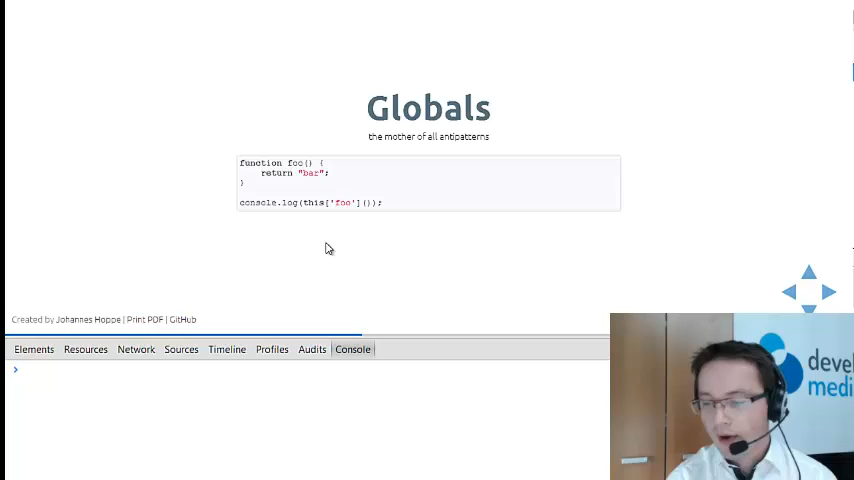 Globals
the mother of all antipatterns
function foo() {
return "bar";
}
console.log(this['foo']());
Created by Johannes Hoppe | Print PDF | GitHub
Elements Resources Network Sources Timeline Profiles Audits Console
>